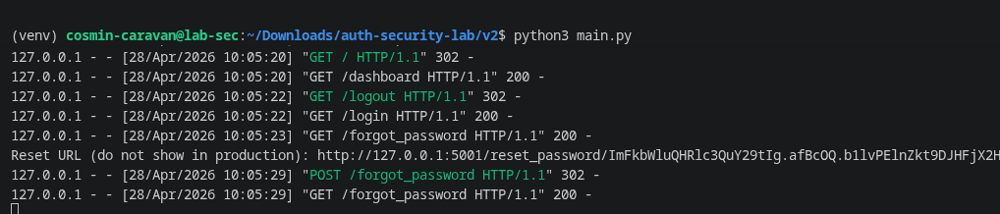 (venv) cosmin-caravan@lab-sec:~/Downloads/auth-security-lab/v2$ python3 main.py
127.0.0.1 - - [28/Apr/2026 10:05:20] "GET / HTTP/1.1" 302 -
127.0.0.1 - - [28/Apr/2026 10:05:20] "GET /dashboard HTTP/1.1" 200 -
127.0.0.1 - - [28/Apr/2026 10:05:22] "GET /logout HTTP/1.1" 302 -
127.0.0.1 - - [28/Apr/2026 10:05:22] "GET /login HTTP/1.1" 200 -
127.0.0.1 - - [28/Apr/2026 10:05:23] "GET /forgot_password HTTP/1.1" 200 -
Reset URL (do not show in production): http://127.0.0.1:5001/reset_password/ImFkbWluQHRlc3QuY29tIg.afBcOQ.b1lvPElnZkt9DJHFjX2H
127.0.0.1 - - [28/Apr/2026 10:05:29] "POST /forgot_password HTTP/1.1" 302 -
127.0.0.1 - - [28/Apr/2026 10:05:29] "GET /forgot_password HTTP/1.1" 200 -